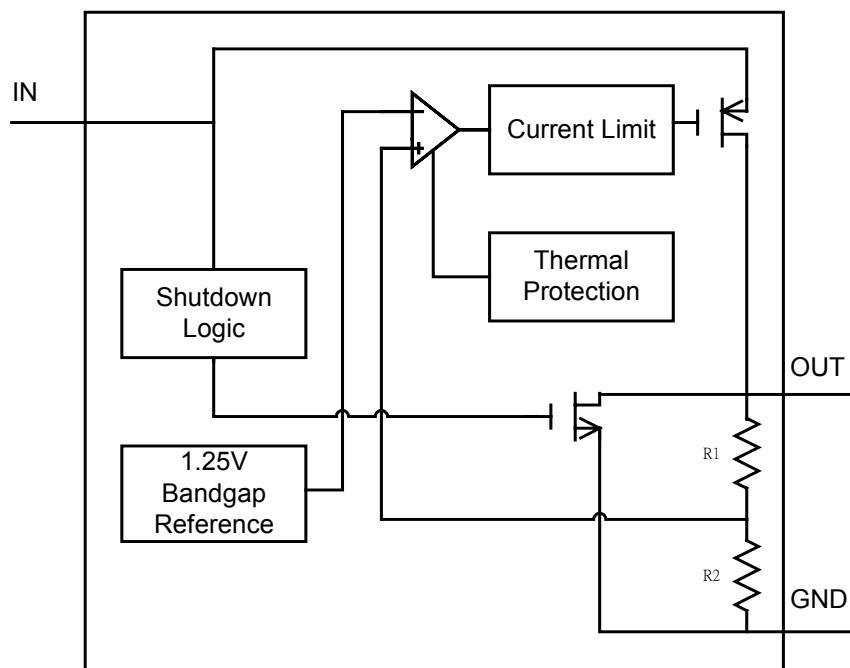 IN
Current Limit
Thermal
Protection
Shutdown
Logic
OUT
1.25V
Bandgap
Reference
R1
R2
GND